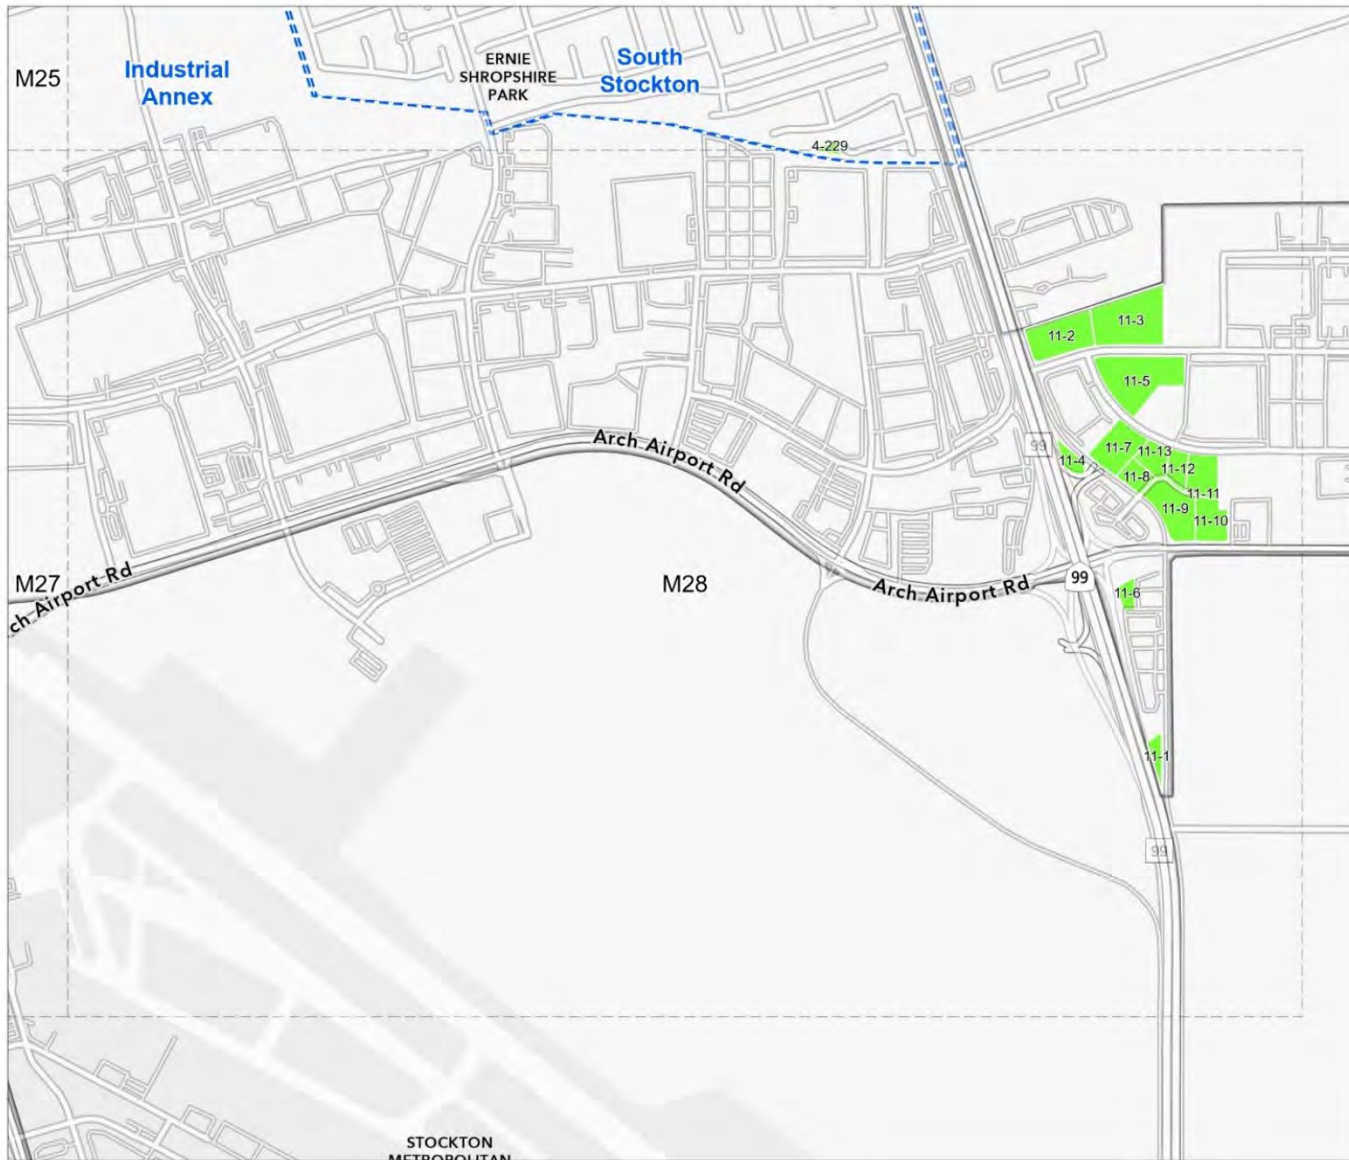 M25
Industrial
Annex
ERNIE
SHROPSHIRE
PARK
South
Stockton
4-229
11-2
11-3
11-5
99
11-4
11-7
11-13
11-8
11-12
11-11
11-9
11-10
Arch Airport Rd
M27
ch Airport Rd
M28
Arch Airport Rd
99
11-6
11-1
99
STOCKTON
METROPOLITAN